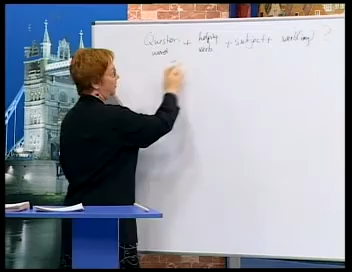 Question + helping + subject + verb(ing) ?
word verb